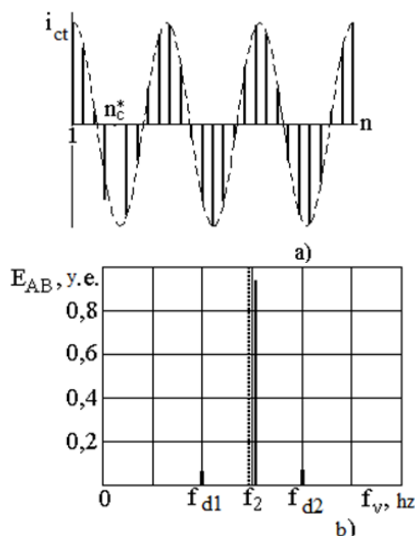 i_ct
n*_c
1 n
a)
E_AB, y.e.
0,8
0,6
0,4
0,2
0 f_d1 f_2 f_d2 f_v, hz
b)